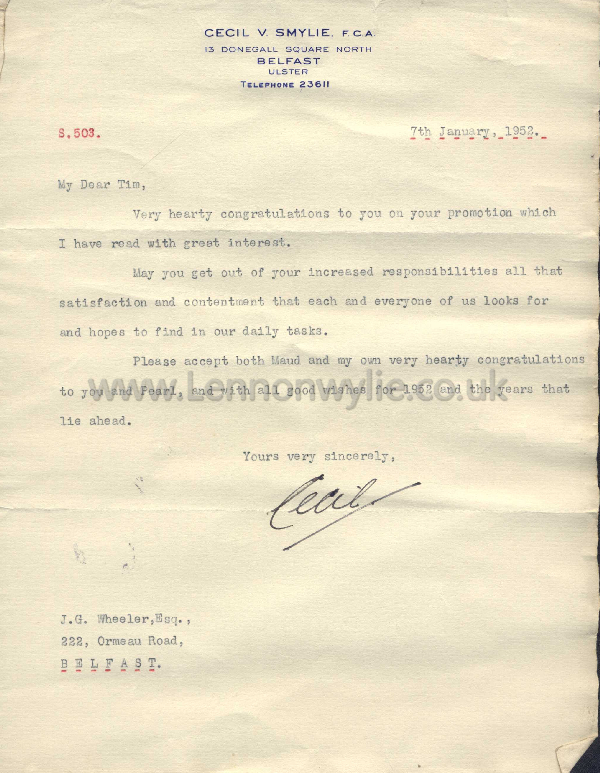 CECIL V. SMYLIE, F.C.A.
13 DONEGALL SQUARE NORTH
BELFAST
ULSTER
TELEPHONE 23611
S.503.
7th January, 1952.
My Dear Tim,
Very hearty congratulations to you on your promotion which
I have read with great interest.
May you get out of your increased responsibilities all that
satisfaction and contentment that each and everyone of us looks for
and hopes to find in our daily tasks.
Please accept both Maud and my own very hearty congratulations
to you and Pearl, and with all good wishes for 1952 and the years that
lie ahead.
www.Lennonwylie.co.uk
Yours very sincerely,
Cecil
J.G. Wheeler,Esq.,
222, Ormeau Road,
BELFAST.